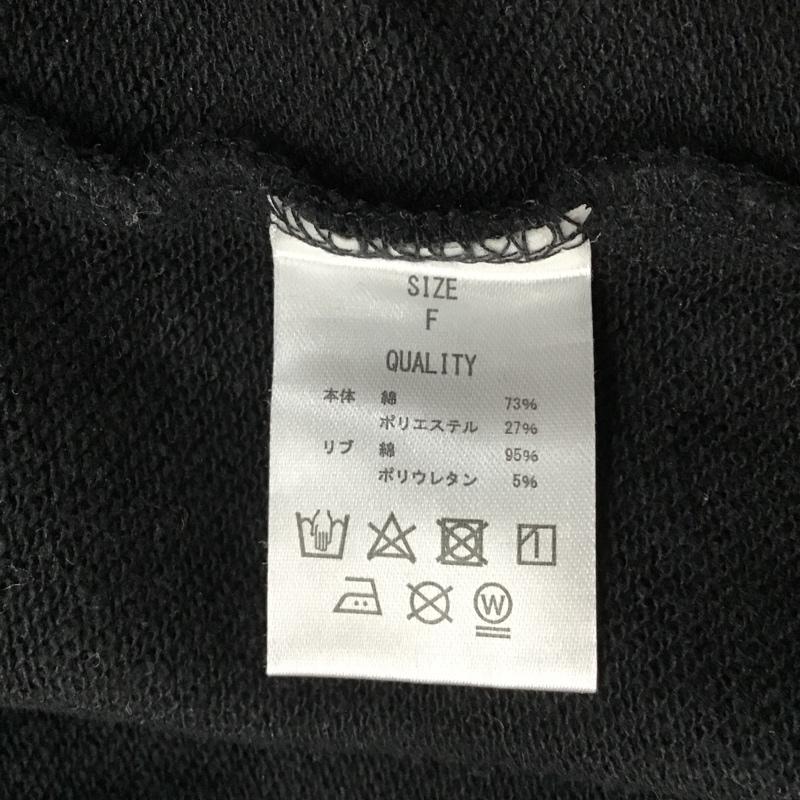 SIZE
F
QUALITY
本体 綿 73%
ポリエステル 27%
リブ 綿 95%
ポリウレタン 5%
W